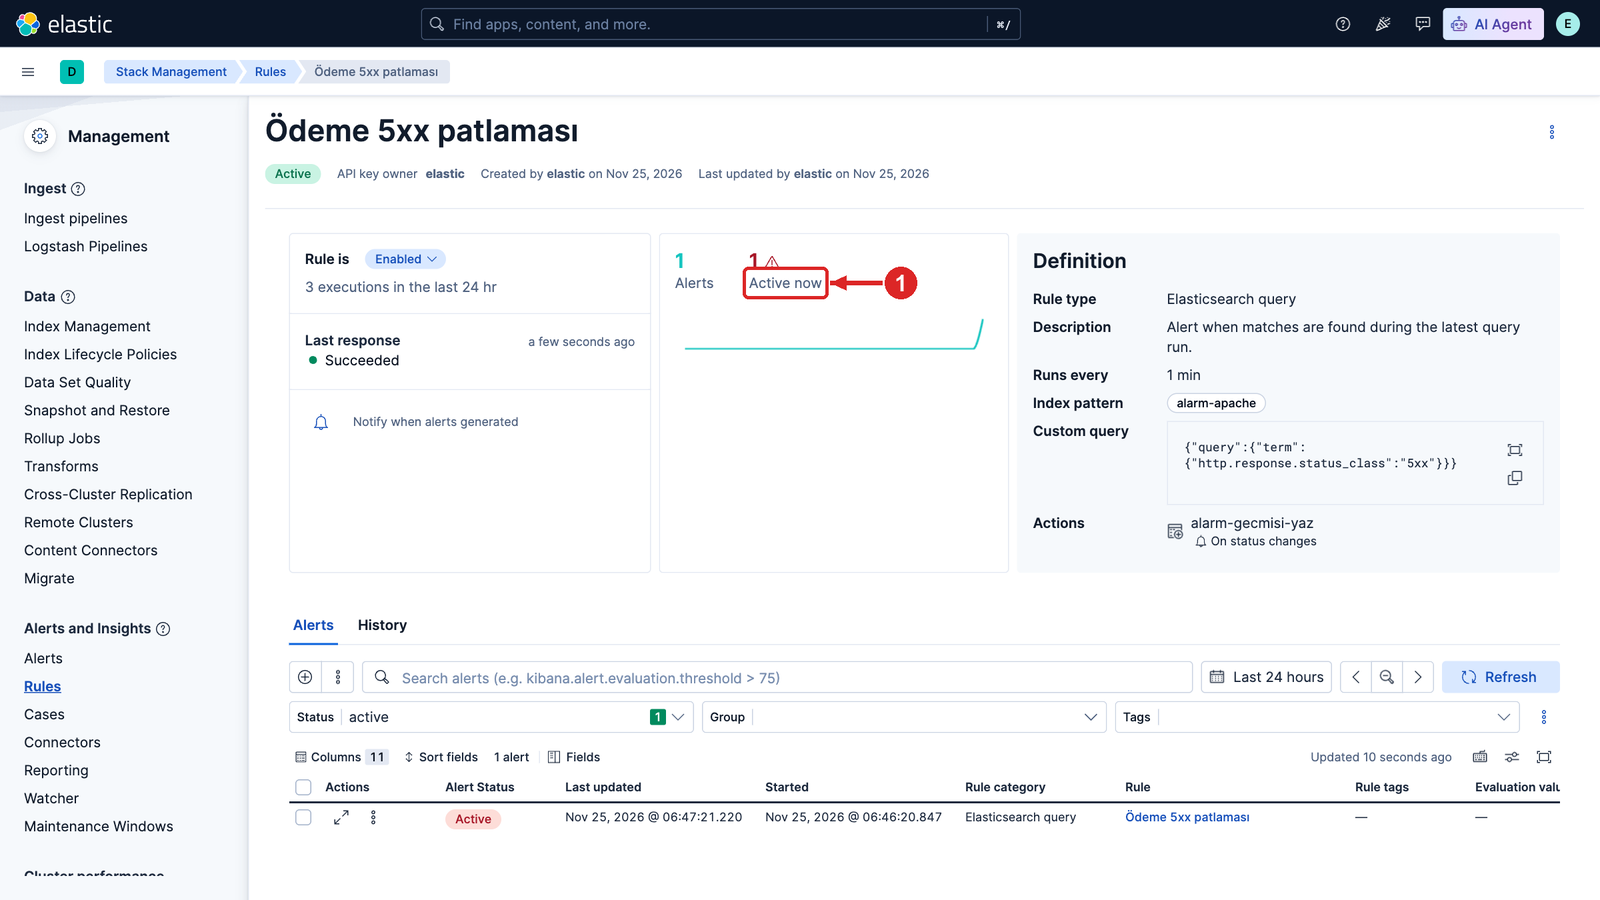 elastic
Find apps, content, and more.
⌘/
AI Agent
E
D
Stack Management
Rules
Ödeme 5xx patlaması
Management
Ingest
Ingest pipelines
Logstash Pipelines
Data
Index Management
Index Lifecycle Policies
Data Set Quality
Snapshot and Restore
Rollup Jobs
Transforms
Cross-Cluster Replication
Remote Clusters
Content Connectors
Migrate
Alerts and Insights
Alerts
Rules
Cases
Connectors
Reporting
Watcher
Maintenance Windows
Cluster performance
Ödeme 5xx patlaması
Active
API key owner elastic
Created by elastic on Nov 25, 2026
Last updated by elastic on Nov 25, 2026
Rule is Enabled
3 executions in the last 24 hr
Last response
a few seconds ago
Succeeded
Notify when alerts generated
1
Alerts
1
Active now
1
Definition
Rule type Elasticsearch query
Description Alert when matches are found during the latest query
run.
Runs every 1 min
Index pattern alarm-apache
Custom query
{"query":{"term":
{"http.response.status_class":"5xx"}}}
Actions alarm-gecmisi-yaz
On status changes
Alerts
History
Search alerts (e.g. kibana.alert.evaluation.threshold > 75)
Last 24 hours
Refresh
Status active 1
Group
Tags
Columns 11
Sort fields
1 alert
Fields
Updated 10 seconds ago
Actions Alert Status Last updated Started Rule category Rule Rule tags Evaluation valu
Active Nov 25, 2026 @ 06:47:21.220 Nov 25, 2026 @ 06:46:20.847 Elasticsearch query Ödeme 5xx patlaması — —